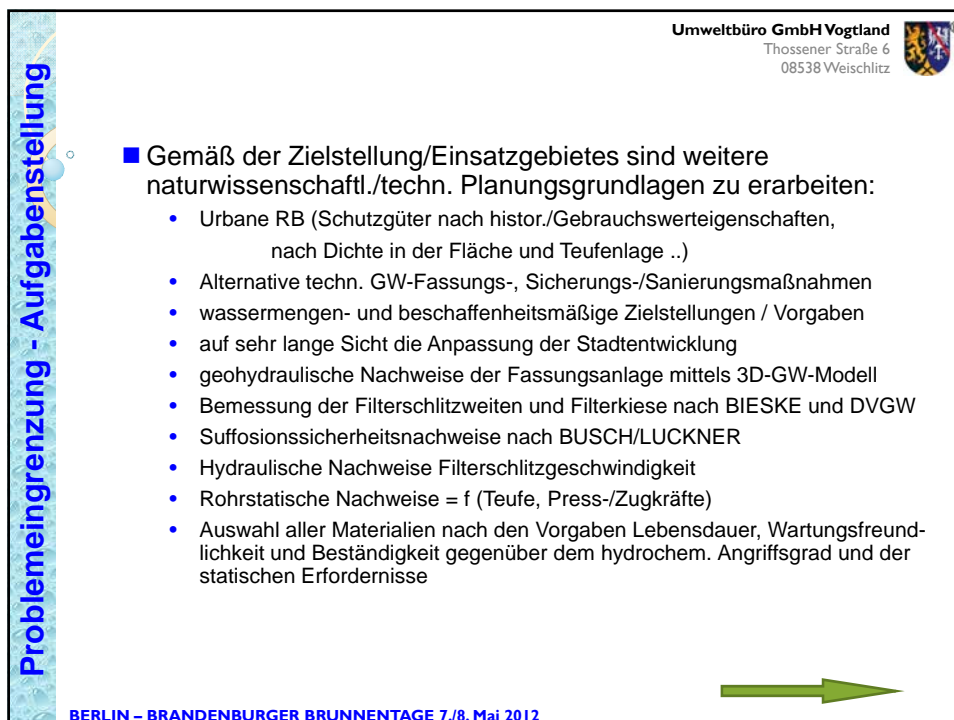 Umweltbüro GmbH Vogtland
Thossener Straße 6
08538 Weischlitz
Problemeingrenzung - Aufgabenstellung
Gemäß der Zielstellung/Einsatzgebietes sind weitere
naturwissenschaftl./techn. Planungsgrundlagen zu erarbeiten:
• Urbane RB (Schutzgüter nach histor./Gebrauchswerteigenschaften,
nach Dichte in der Fläche und Teufenlage ..)
• Alternative techn. GW-Fassungs-, Sicherungs-/Sanierungsmaßnahmen
• wassermengen- und beschaffenheitsmäßige Zielstellungen / Vorgaben
• auf sehr lange Sicht die Anpassung der Stadtentwicklung
• geohydraulische Nachweise der Fassungsanlage mittels 3D-GW-Modell
• Bemessung der Filterschlitzweiten und Filterkiese nach BIESKE und DVGW
• Suffosionssicherheitsnachweise nach BUSCH/LUCKNER
• Hydraulische Nachweise Filterschlitzgeschwindigkeit
• Rohrstatische Nachweise = f (Teufe, Press-/Zugkräfte)
• Auswahl aller Materialien nach den Vorgaben Lebensdauer, Wartungsfreund-
lichkeit und Beständigkeit gegenüber dem hydrochem. Angriffsgrad und der
statischen Erfordernisse
BERLIN – BRANDENBURGER BRUNNENTAGE 7./8. Mai 2012